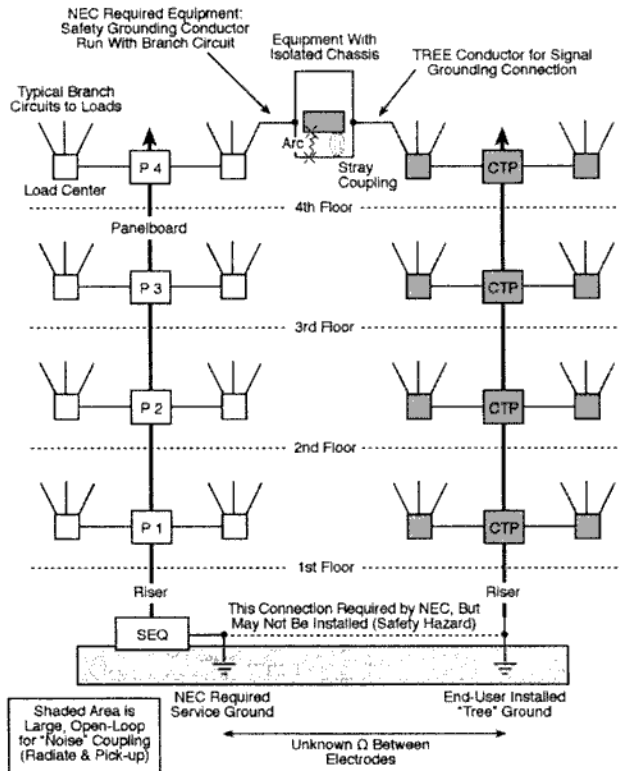 NEC Required Equipment:
Safety Grounding Conductor
Run With Branch Circuit
Equipment With
Isolated Chassis
TREE Conductor for Signal
Grounding Connection
Typical Branch
Circuits to Loads
Arc
P 4
CTP
Load Center
Stray
Coupling
4th Floor
Panelboard
P 3
CTP
3rd Floor
P 2
CTP
2nd Floor
P 1
CTP
1st Floor
Riser
Riser
This Connection Required by NEC, But
May Not Be Installed (Safety Hazard)
SEQ
NEC Required
Service Ground
End-User Installed
"Tree" Ground
Shaded Area is
Large, Open-Loop
for "Noise" Coupling
(Radiate & Pick-up)
Unknown Ω Between
Electrodes